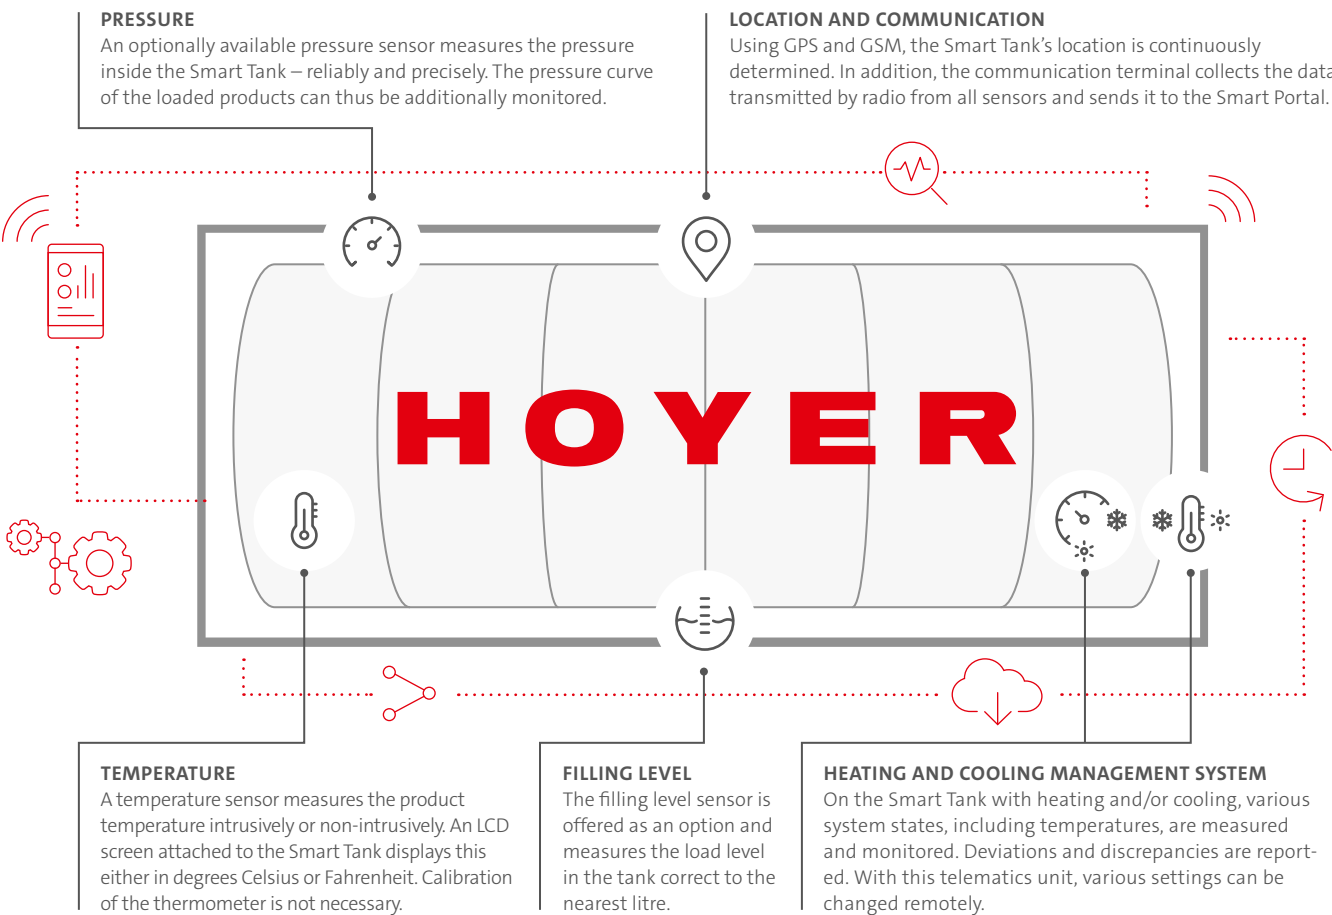 PRESSURE
An optionally available pressure sensor measures the pressure
inside the Smart Tank – reliably and precisely. The pressure curve
of the loaded products can thus be additionally monitored.
LOCATION AND COMMUNICATION
Using GPS and GSM, the Smart Tank’s location is continuously
determined. In addition, the communication terminal collects the data
transmitted by radio from all sensors and sends it to the Smart Portal.
HOYER
TEMPERATURE
A temperature sensor measures the product
temperature intrusively or non-intrusively. An LCD
screen attached to the Smart Tank displays this
either in degrees Celsius or Fahrenheit. Calibration
of the thermometer is not necessary.
FILLING LEVEL
The filling level sensor is
offered as an option and
measures the load level
in the tank correct to the
nearest litre.
HEATING AND COOLING MANAGEMENT SYSTEM
On the Smart Tank with heating and/or cooling, various
system states, including temperatures, are measured
and monitored. Deviations and discrepancies are report-
ed. With this telematics unit, various settings can be
changed remotely.